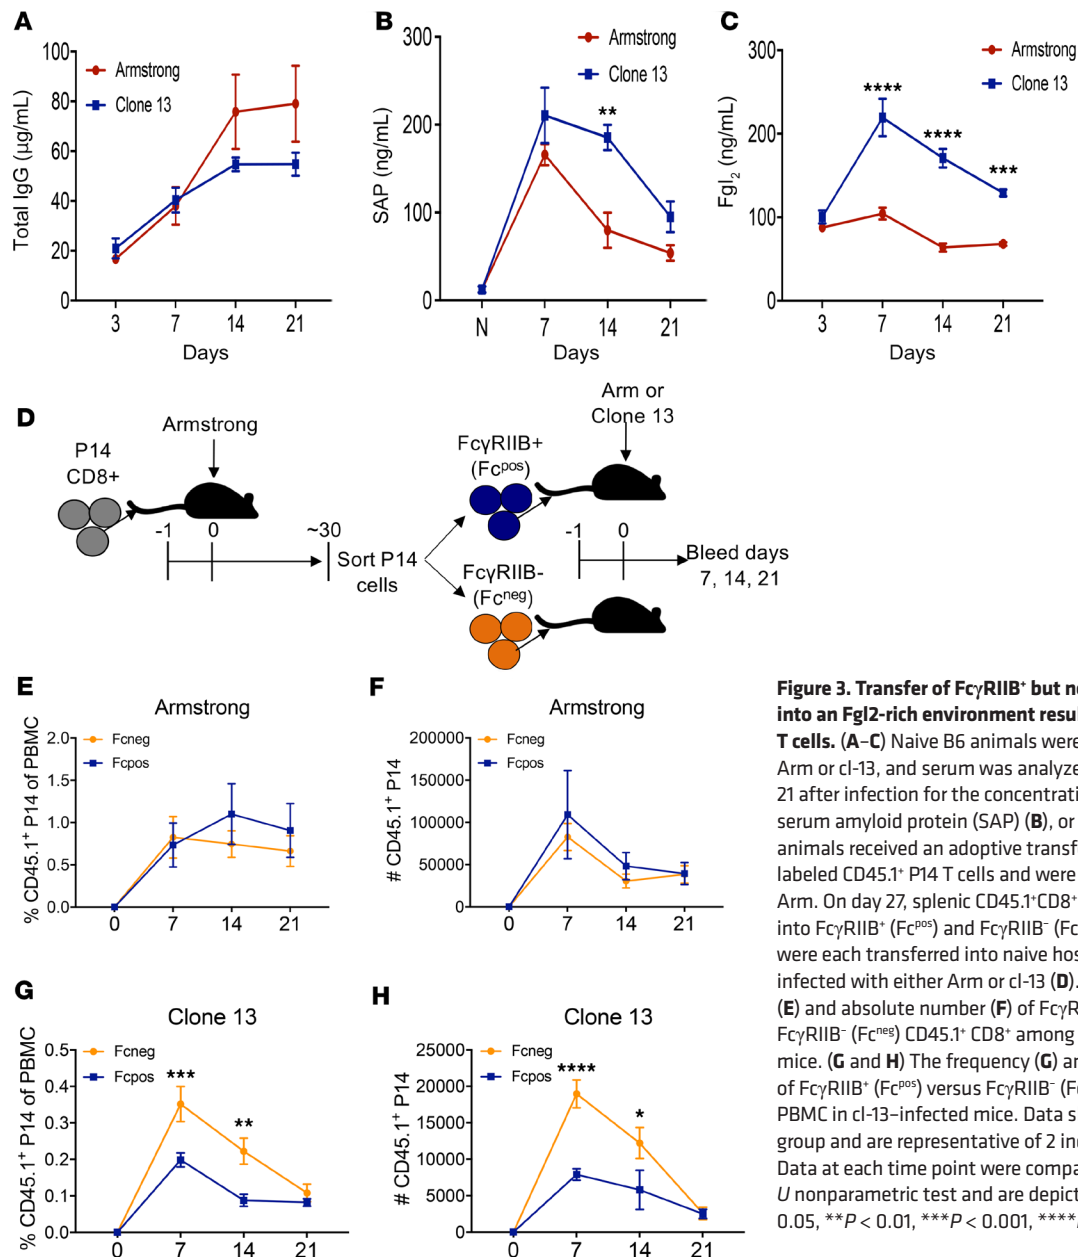 A
100
80
60
40
20
0
Total IgG (µg/mL)
Armstrong
Clone 13
3 7 14 21
Days
B
300
200
100
0
SAP (ng/mL)
Armstrong
Clone 13
**
N 7 14 21
Days
C
300
200
100
0
Fgl2 (ng/mL)
Armstrong
Clone 13
****
****
***
3 7 14 21
Days
D
P14
CD8+
Armstrong
-1 0 ~30
Sort P14
cells
FcγRIIB+
(Fcpos)
FcγRIIB-
(Fcneg)
Arm or
Clone 13
-1 0
Bleed days
7, 14, 21
E
Armstrong
2.0
1.5
1.0
0.5
0.0
% CD45.1+ P14 of PBMC
Fcneg
Fcpos
0 7 14 21
F
Armstrong
200000
150000
100000
50000
0
# CD45.1+ P14
Fcneg
Fcpos
0 7 14 21
G
Clone 13
0.5
0.4
0.3
0.2
0.1
0.0
% CD45.1+ P14 of PBMC
Fcneg
Fcpos
***
**
0 7 14 21
H
Clone 13
25000
20000
15000
10000
5000
0
# CD45.1+ P14
Fcneg
Fcpos
****
*
0 7 14 21
Figure 3. Transfer of FcγRIIB+ but
into an Fgl2-rich environment
T cells. (A–C) Naive B6 animals were
Arm or cl-13, and serum was
21 after infection for the
serum amyloid protein (SAP) (B), or
animals received an adoptive
labeled CD45.1+ P14 T cells and were
Arm. On day 27, splenic CD45.1+CD8+
into FcγRIIB+ (Fcpos) and FcγRIIB−
were each transferred into naive
infected with either Arm or cl-13 (D).
(E) and absolute number (F) of
FcγRIIB− (Fcneg) CD45.1+ CD8+ among
mice. (G and H) The frequency (G)
of FcγRIIB+ (Fcpos) versus FcγRIIB−
PBMC in cl-13–infected mice. Data
group and are representative of 2
Data at each time point were
U nonparametric test and are
0.05, **P < 0.01, ***P < 0.001, ****